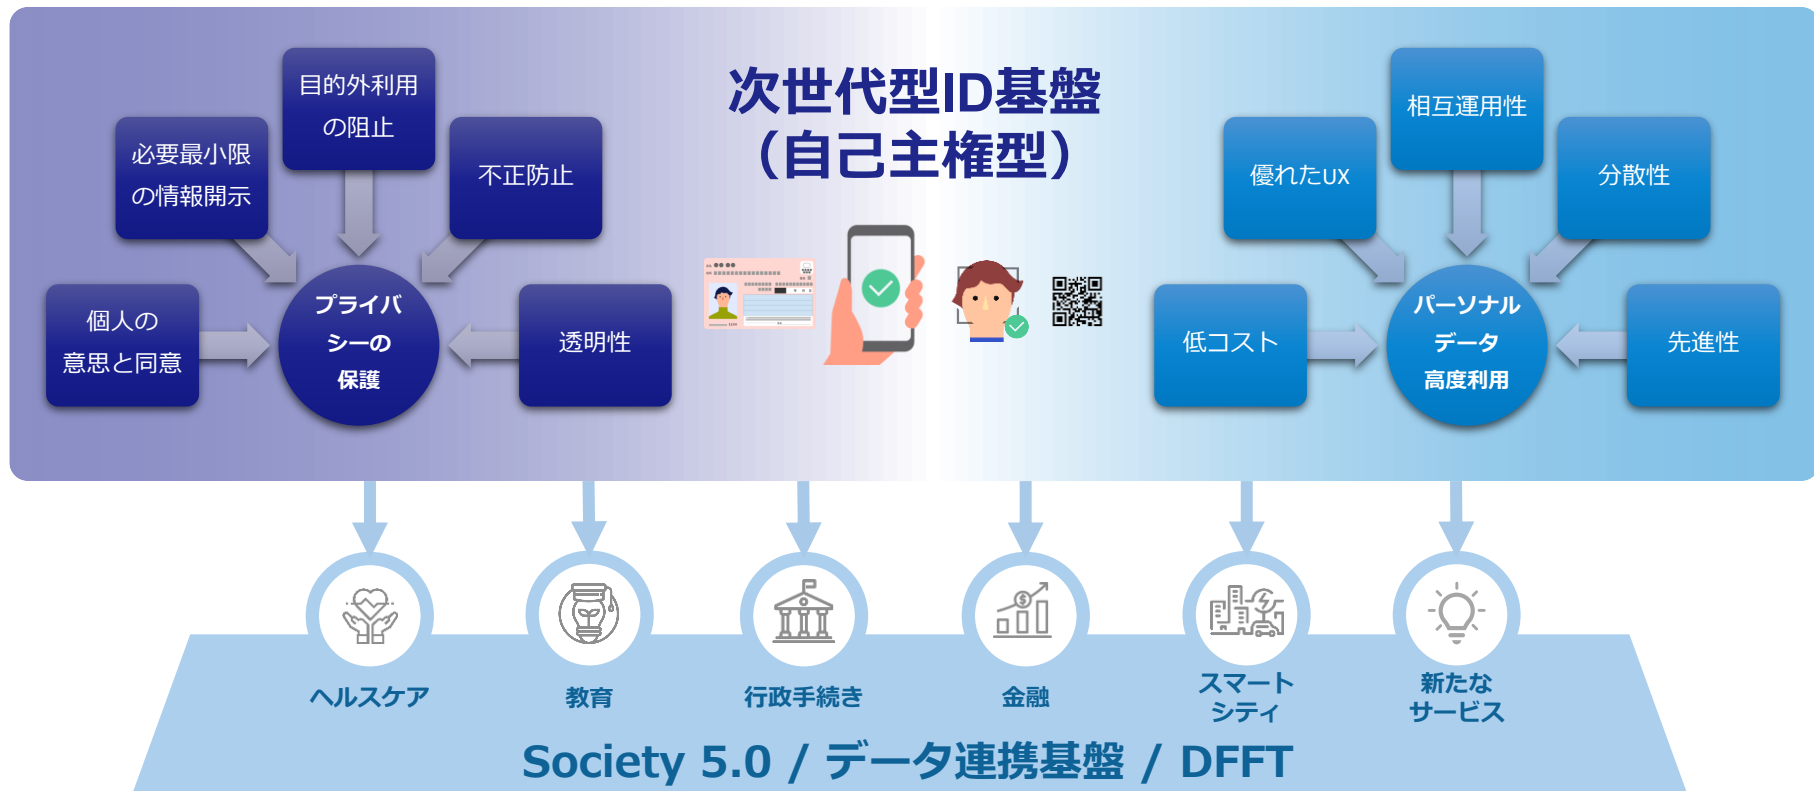 次世代型ID基盤
（自己主権型）
個人の
意思と同意
必要最小限
の情報開示
目的外利用
の阻止
不正防止
透明性
プライバ
シーの
保護
低コスト
優れたUX
相互運用性
分散性
先進性
パーソナル
データ
高度利用
ヘルスケア
教育
行政手続き
金融
スマート
シティ
新たな
サービス
Society 5.0 / データ連携基盤 / DFFT